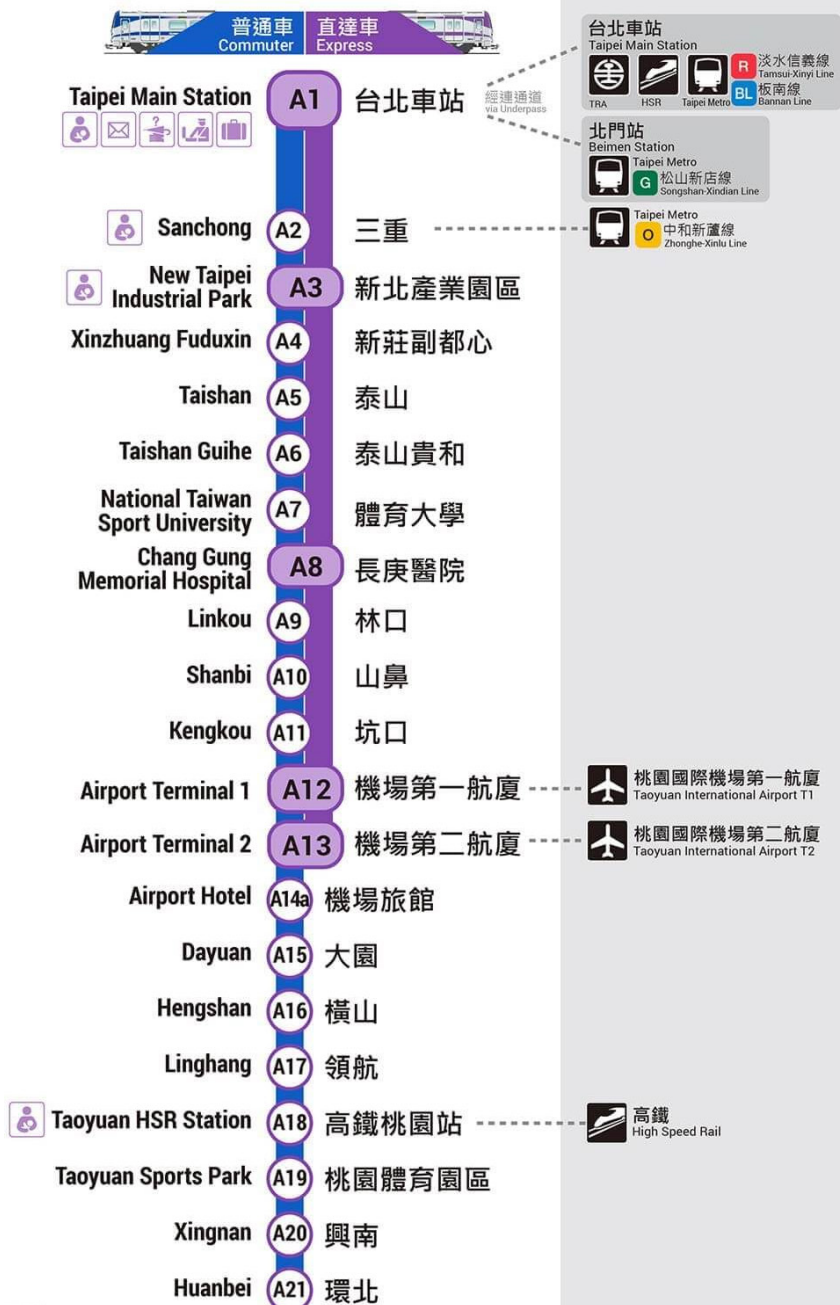 普通車 直達車
Commuter Express
Taipei Main Station A1 台北車站
經連通道
via Underpass
台北車站
Taipei Main Station
TRA HSR Taipei Metro
R 淡水信義線
Tamsui-Xinyi Line
BL 板南線
Bannan Line
北門站
Beimen Station
Taipei Metro
G 松山新店線
Songshan-Xindian Line
Sanchong A2 三重
Taipei Metro
O 中和新蘆線
Zhonghe-Xinlu Line
New Taipei
Industrial Park A3 新北產業園區
Xinzhuang Fuduxin A4 新莊副都心
Taishan A5 泰山
Taishan Guihe A6 泰山貴和
National Taiwan
Sport University A7 體育大學
Chang Gung
Memorial Hospital A8 長庚醫院
Linkou A9 林口
Shanbi A10 山鼻
Kengkou A11 坑口
Airport Terminal 1 A12 機場第一航廈
桃園國際機場第一航廈
Taoyuan International Airport T1
Airport Terminal 2 A13 機場第二航廈
桃園國際機場第二航廈
Taoyuan International Airport T2
Airport Hotel A14a 機場旅館
Dayuan A15 大園
Hengshan A16 橫山
Linghang A17 領航
Taoyuan HSR Station A18 高鐵桃園站
高鐵
High Speed Rail
Taoyuan Sports Park A19 桃園體育園區
Xingnan A20 興南
Huanbei A21 環北